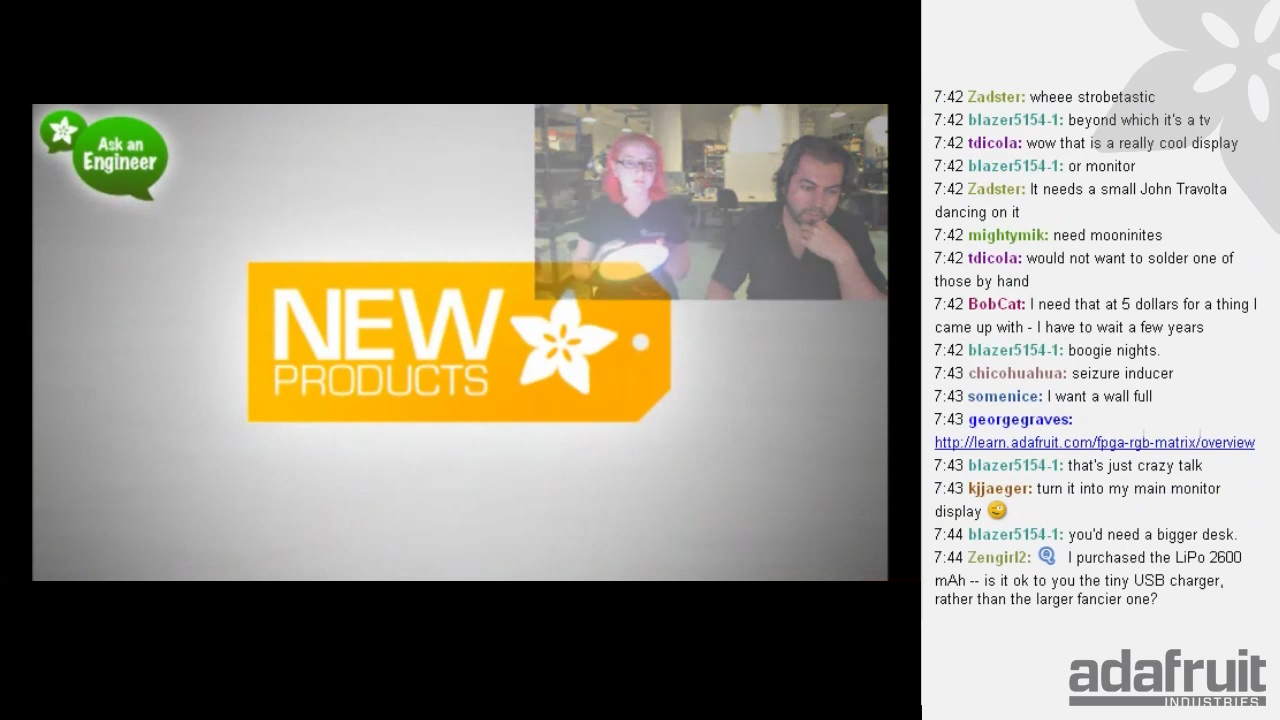 Ask an
Engineer
NEW
PRODUCTS
7:42 Zadster: wheee strobetastic
7:42 blazer5154-1: beyond which it's a tv
7:42 tdicola: wow that is a really cool display
7:42 blazer5154-1: or monitor
7:42 Zadster: It needs a small John Travolta
dancing on it
7:42 mightymik: need mooninites
7:42 tdicola: would not want to solder one of
those by hand
7:42 BobCat: I need that at 5 dollars for a thing I
came up with - I have to wait a few years
7:42 blazer5154-1: boogie nights.
7:43 chicohuahua: seizure inducer
7:43 somenice: I want a wall full
7:43 georgegraves:
http://learn.adafruit.com/fpga-rgb-matrix/overview
7:43 blazer5154-1: that's just crazy talk
7:43 kjjaeger: turn it into my main monitor
display
7:44 blazer5154-1: you'd need a bigger desk.
7:44 Zengirl2: Q I purchased the LiPo 2600
mAh -- is it ok to you the tiny USB charger,
rather than the larger fancier one?
adafruit
INDUSTRIES